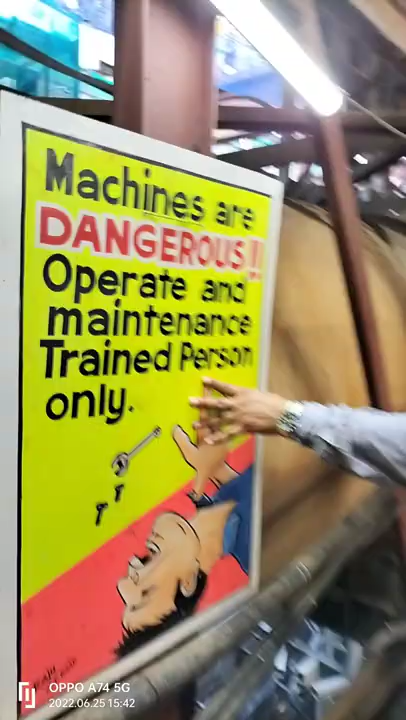 Machines are
DANGEROUS!
Operate and
maintenance
Trained Person
only.
OPPO A74 5G
2022.06.25 15:42